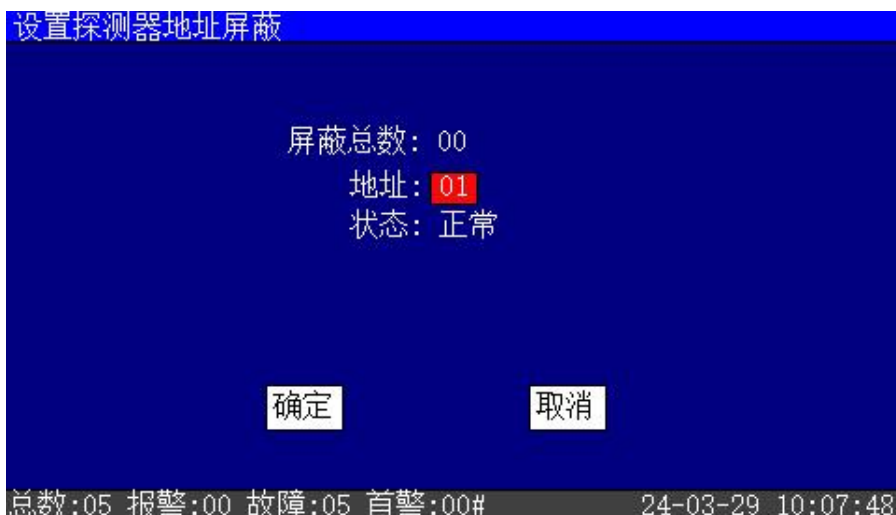 设置探测器地址屏蔽
屏蔽总数: 00
地址: 01
状态: 正常
确定 取消
总数:05 报警:00 故障:05 首警:00# 24-03-29 10:07:48